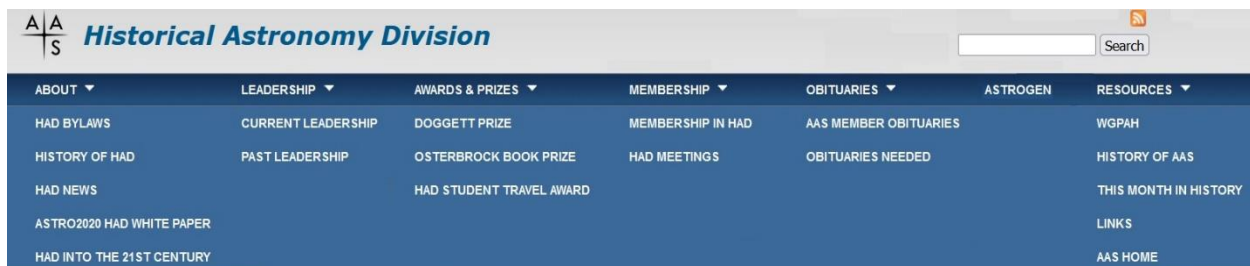 A A
S
Historical Astronomy Division
Search
ABOUT LEADERSHIP AWARDS & PRIZES MEMBERSHIP OBITUARIES ASTROGEN RESOURCES
HAD BYLAWS CURRENT LEADERSHIP DOGGETT PRIZE MEMBERSHIP IN HAD AAS MEMBER OBITUARIES WGPAH
HISTORY OF HAD PAST LEADERSHIP OSTERBROCK BOOK PRIZE HAD MEETINGS OBITUARIES NEEDED HISTORY OF AAS
HAD NEWS HAD STUDENT TRAVEL AWARD THIS MONTH IN HISTORY
ASTRO2020 HAD WHITE PAPER LINKS
HAD INTO THE 21ST CENTURY AAS HOME